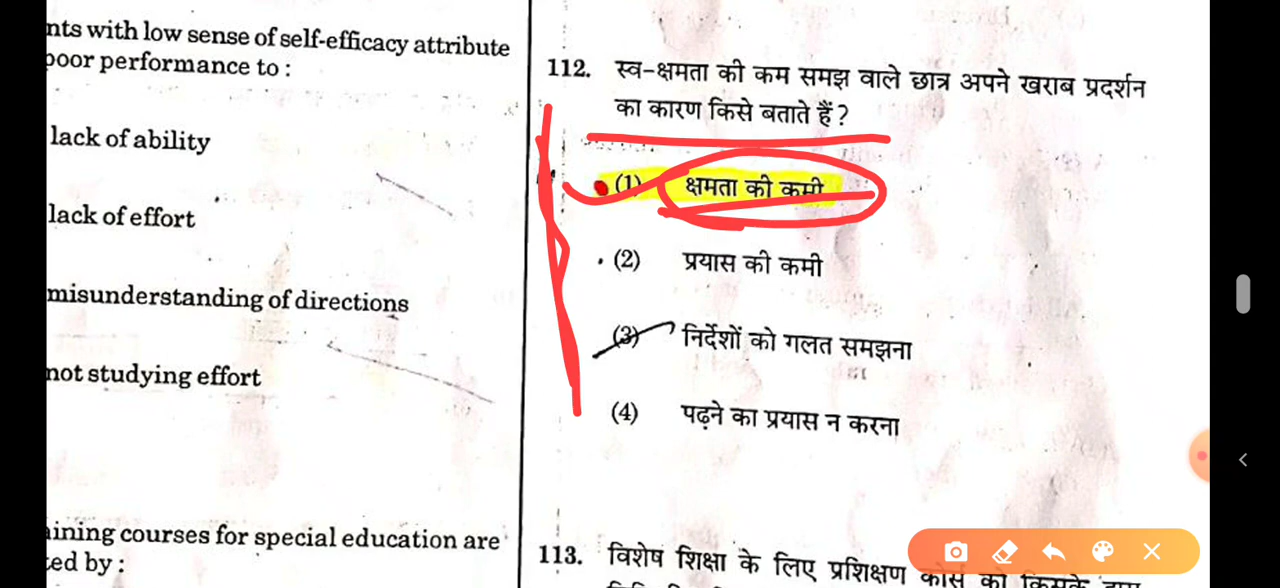 nts with low sense of self-efficacy attribute
poor performance to :
lack of ability
lack of effort
misunderstanding of directions
not studying effort
ining courses for special education are
ed by :
112. स्व-क्षमता की कम समझ वाले छात्र अपने खराब प्रदर्शन
का कारण किसे बताते हैं ?
(1) क्षमता की कमी
(2) प्रयास की कमी
(3) निर्देशों को गलत समझना
(4) पढ़ने का प्रयास न करना
113. विशेष शिक्षा के लिए प्रशिक्षण कोर्स को किसके